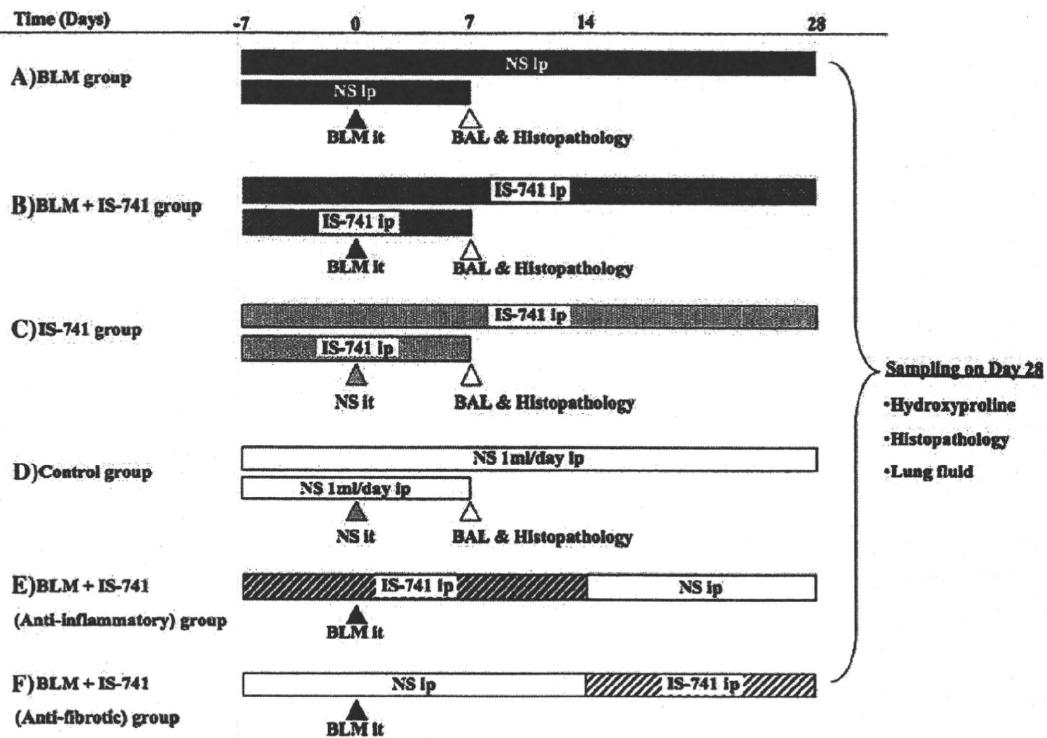 Time (Days) -7 0 7 14 28
A)BLM group
NS ip
NS ip
BLM it BAL & Histopathology
B)BLM + IS-741 group
IS-741 ip
IS-741 ip
BLM it BAL & Histopathology
C)IS-741 group
IS-741 ip
IS-741 ip
NS it BAL & Histopathology
D)Control group
NS 1ml/day ip
NS 1ml/day ip
NS it BAL & Histopathology
E)BLM + IS-741
(Anti-inflammatory) group
IS-741 ip NS ip
BLM it
F)BLM + IS-741
(Anti-fibrotic) group
NS ip IS-741 ip
BLM it
Sampling on Day 28
•Hydroxyproline
•Histopathology
•Lung fluid